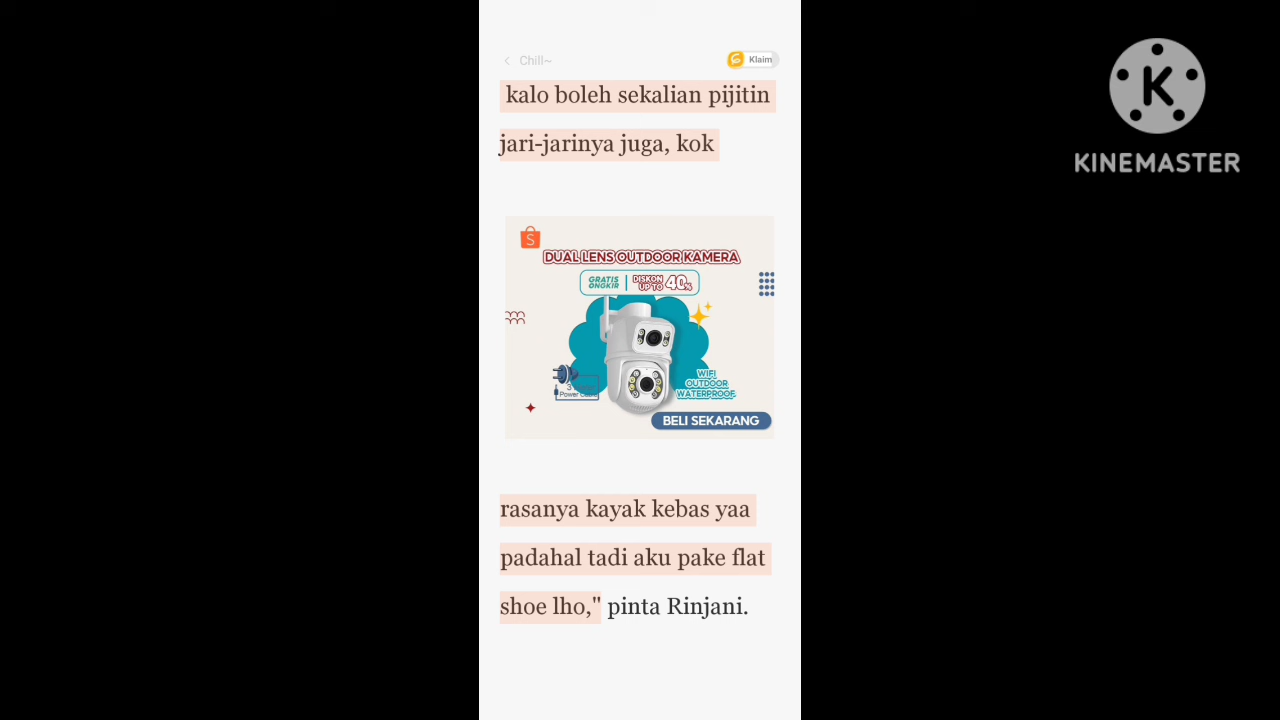 Chill~
Klaim
kalo boleh sekalian pijitin
jari-jarinya juga, kok
S
DUAL LENS OUTDOOR KAMERA
GRATIS
ONGKIR
DISKON
UP TO 40%
WIFI
OUTDOOR
WATERPROOF
Power
BELI SEKARANG
rasanya kayak kebas yaa
padahal tadi aku pake flat
shoe lho," pinta Rinjani.
K
KINEMASTER